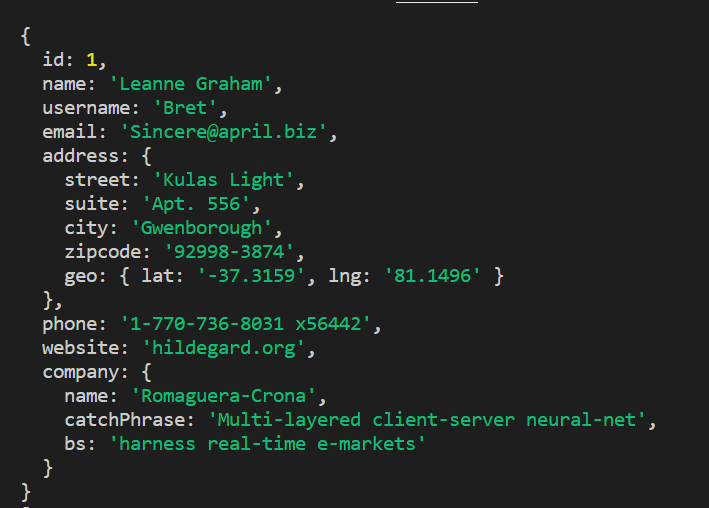 {
  id: 1,
  name: 'Leanne Graham',
  username: 'Bret',
  email: 'Sincere@april.biz',
  address: {
    street: 'Kulas Light',
    suite: 'Apt. 556',
    city: 'Gwenborough',
    zipcode: '92998-3874',
    geo: { lat: '-37.3159', lng: '81.1496' }
  },
  phone: '1-770-736-8031 x56442',
  website: 'hildegard.org',
  company: {
    name: 'Romaguera-Crona',
    catchPhrase: 'Multi-layered client-server neural-net',
    bs: 'harness real-time e-markets'
  }
}